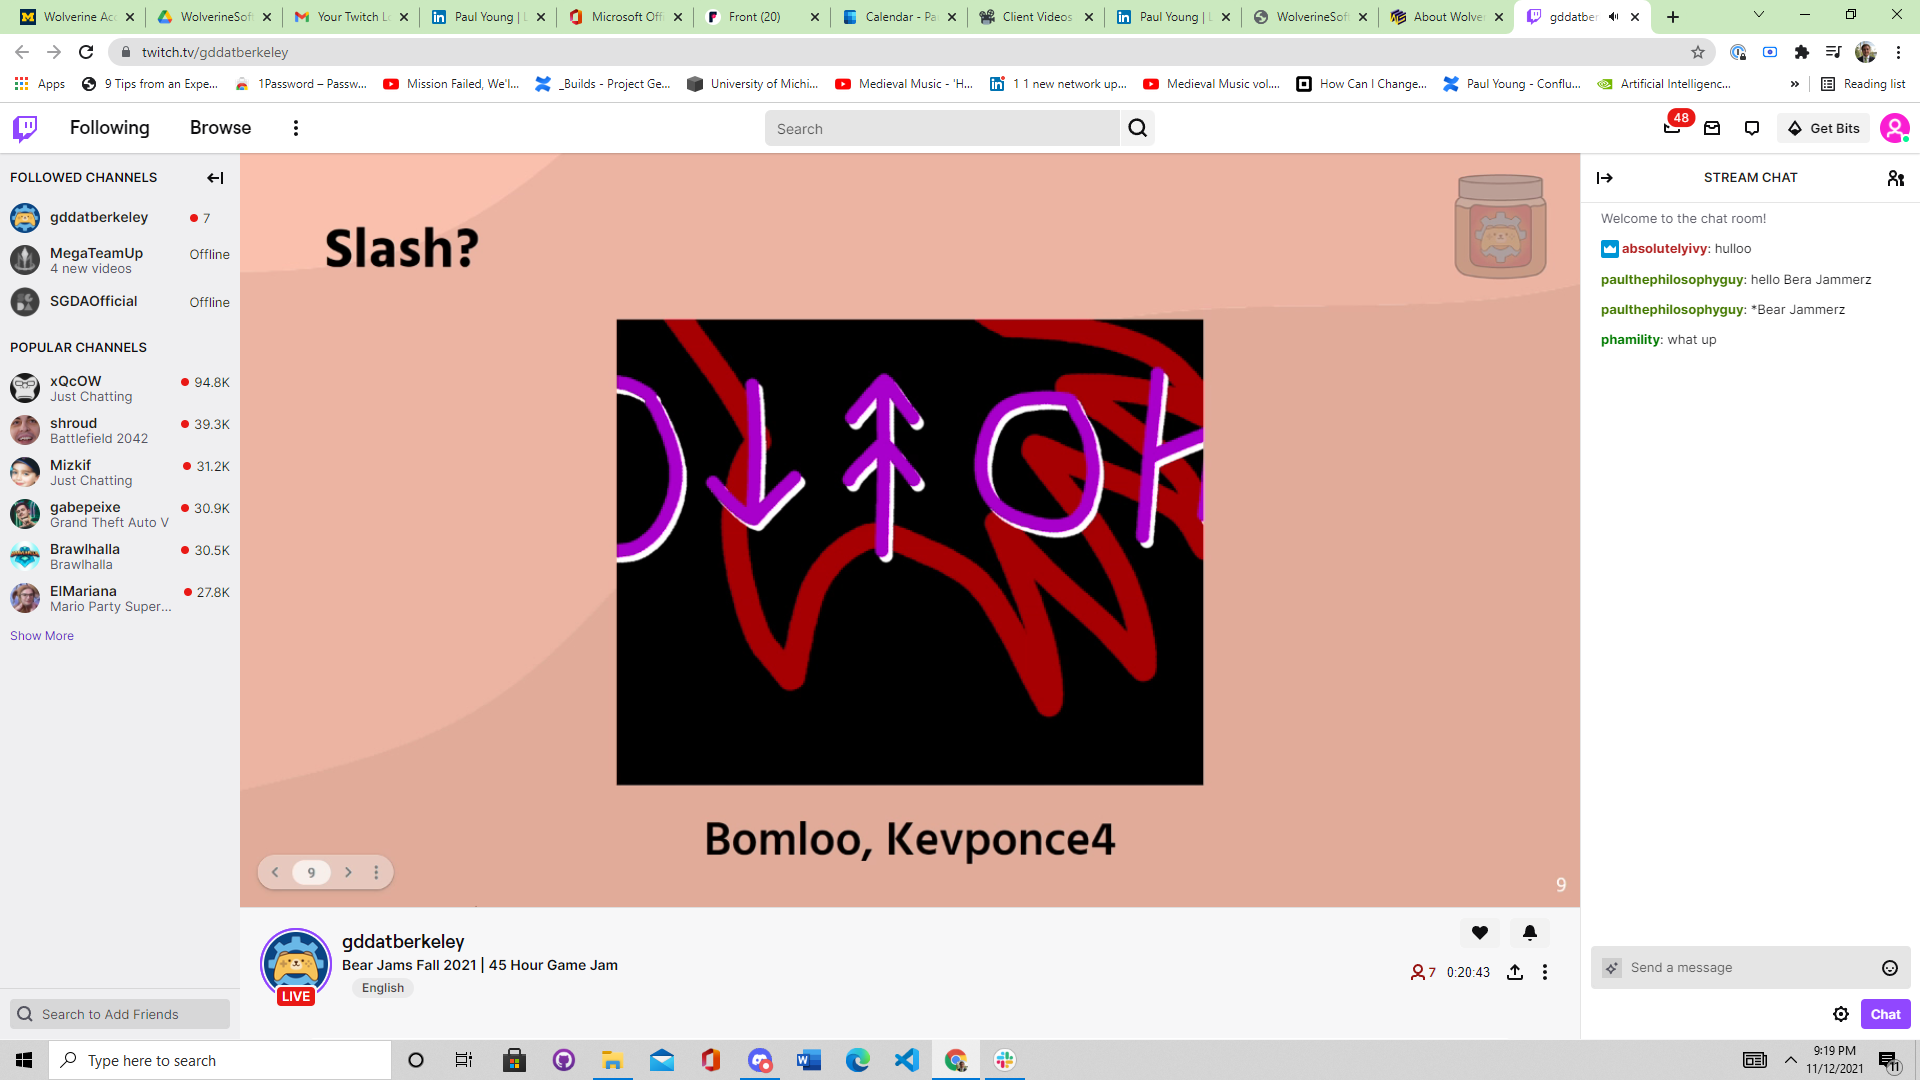 Wolverine Acc
WolverineSoft
Your Twitch Lo
Paul Young | L
Microsoft Offi
Front (20)
Calendar - Pa
Client Videos
Paul Young | L
WolverineSoft
About Wolver
gddatber
twitch.tv/gddatberkeley
Apps
9 Tips from an Expe...
1Password – Passw...
Mission Failed, We'l...
_Builds - Project Ge...
University of Michi...
Medieval Music - 'H...
1 1 new network up...
Medieval Music vol....
How Can I Change...
Paul Young - Conflu...
Artificial Intelligenc...
»
Reading list
Following
Browse
Search
48
Get Bits
FOLLOWED CHANNELS
gddatberkeley
7
MegaTeamUp
Offline
4 new videos
SGDAOfficial
Offline
POPULAR CHANNELS
xQcOW
94.8K
Just Chatting
shroud
39.3K
Battlefield 2042
Mizkif
31.2K
Just Chatting
gabepeixe
30.9K
Grand Theft Auto V
Brawlhalla
30.5K
Brawlhalla
ElMariana
27.8K
Mario Party Super...
Show More
Search to Add Friends
Slash?
Bomloo, Kevponce4
9
9
gddatberkeley
Bear Jams Fall 2021 | 45 Hour Game Jam
English
LIVE
7
0:20:43
STREAM CHAT
Welcome to the chat room!
absolutelyivy: hulloo
paulthephilosophyguy: hello Bera Jammerz
paulthephilosophyguy: *Bear Jammerz
phamility: what up
Send a message
Chat
Type here to search
9:19 PM
11/12/2021
11